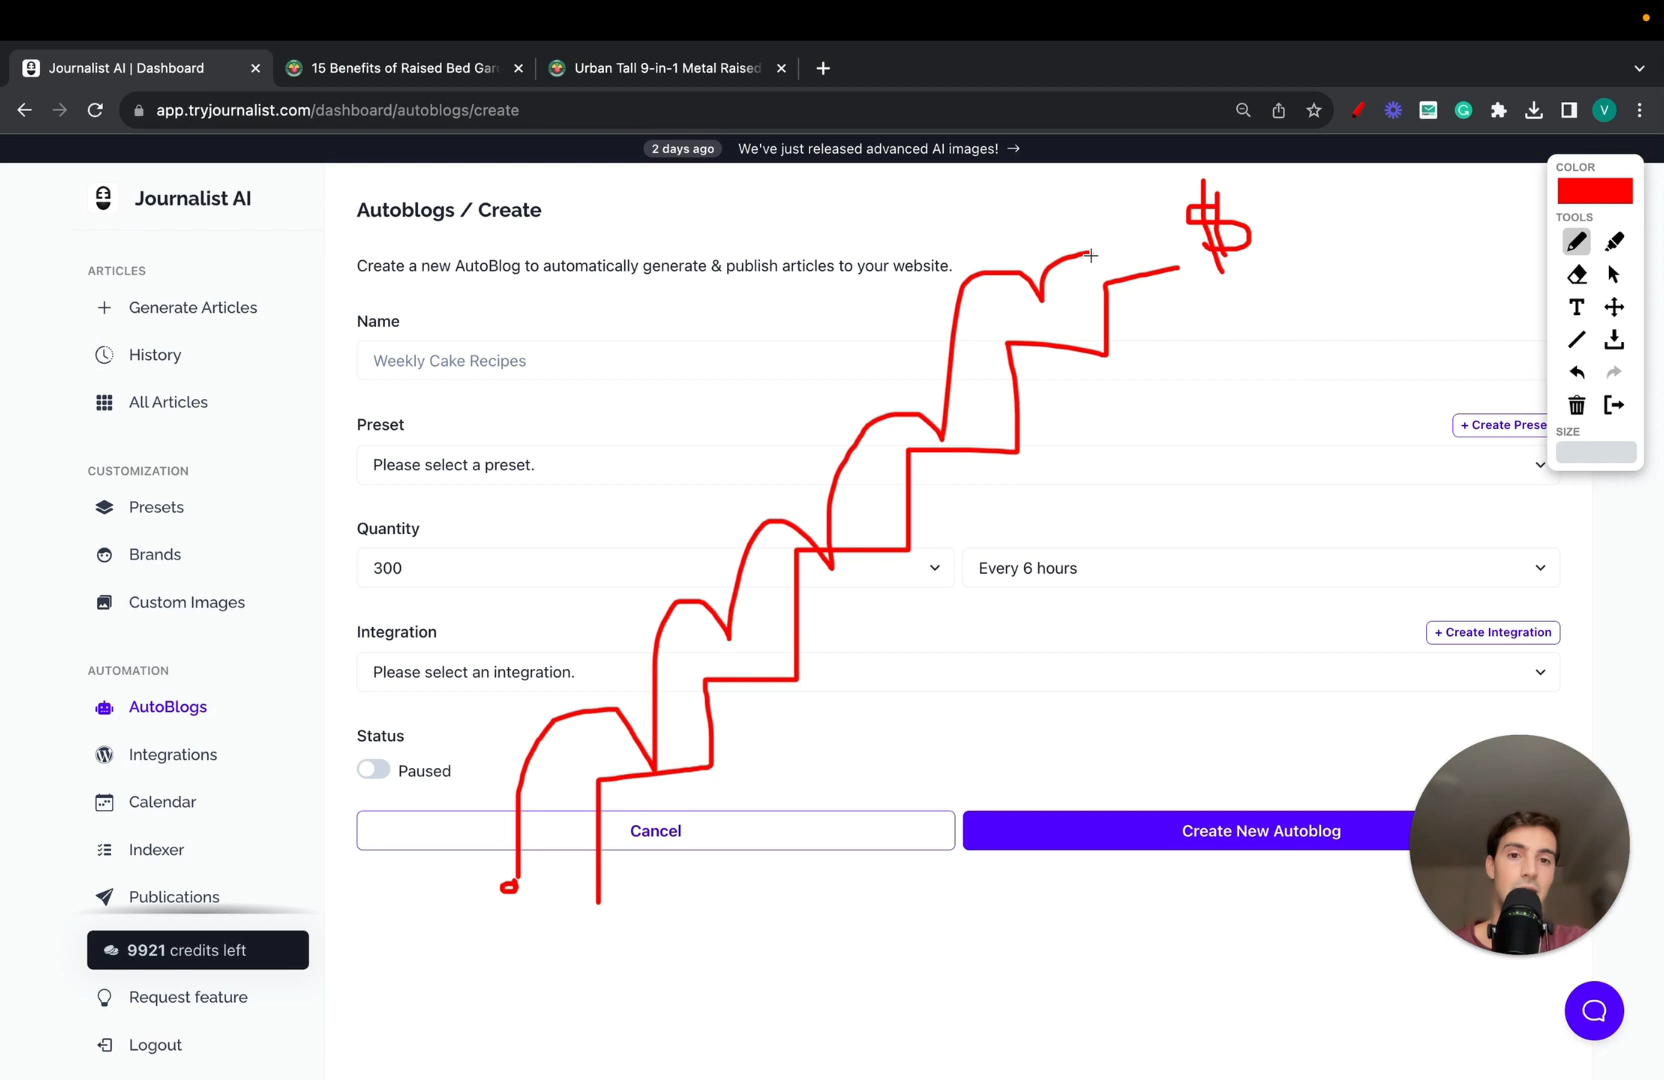 Journalist AI | Dashboard
15 Benefits of Raised Bed Gar
Urban Tall 9-in-1 Metal Raised
app.tryjournalist.com/dashboard/autoblogs/create
V
2 days ago We've just released advanced AI images! →
Journalist AI
ARTICLES
Generate Articles
History
All Articles
CUSTOMIZATION
Presets
Brands
Custom Images
AUTOMATION
AutoBlogs
Integrations
Calendar
Indexer
Publications
9921 credits left
Request feature
Logout
Autoblogs / Create
Create a new AutoBlog to automatically generate & publish articles to your website.
Name
Weekly Cake Recipes
Preset
+ Create Prese
Please select a preset.
Quantity
300
Every 6 hours
Integration
+ Create Integration
Please select an integration.
Status
Paused
Cancel
Create New Autoblog
$
COLOR
TOOLS
T
SIZE